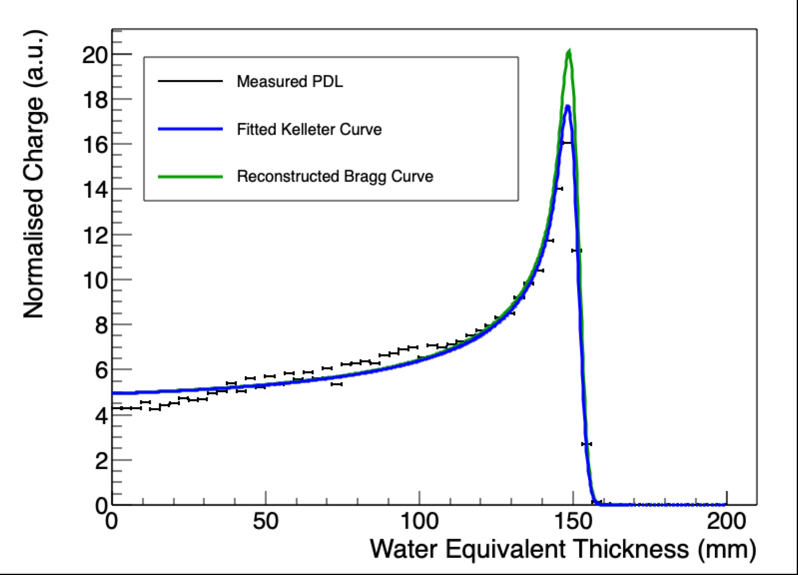 Normalised Charge (a.u.)
20
18
16
14
12
10
8
6
4
2
0
Measured PDL
Fitted Kelleter Curve
Reconstructed Bragg Curve
0 50 100 150 200
Water Equivalent Thickness (mm)